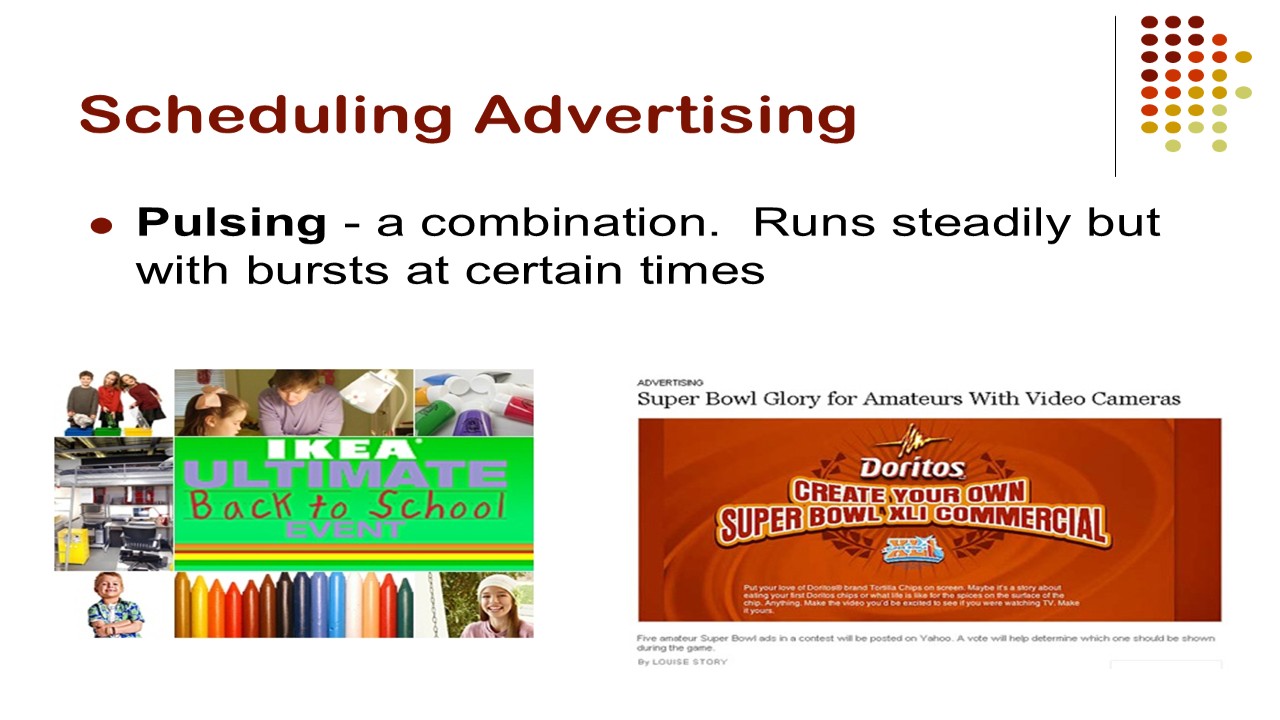 Scheduling Advertising
Pulsing - a combination.  Runs steadily but
with bursts at certain times
IKEA
ULTIMATE
Back to School
EVENT
ADVERTISING
Super Bowl Glory for Amateurs With Video Cameras
Doritos
CREATE YOUR OWN
SUPER BOWL XLI COMMERCIAL
Put your love of Doritos® brand Tortilla Chips on screen. Maybe it's a story about
eating your first Doritos chips or what life is like for the spices on the surface of the
chip. Anything. Make the video you'd be excited to see if you were watching TV. Make
it yours.
Five amateur Super Bowl ads in a contest will be posted on Yahoo. A vote will help determine which one should be shown
during the game.
By LOUISE STORY